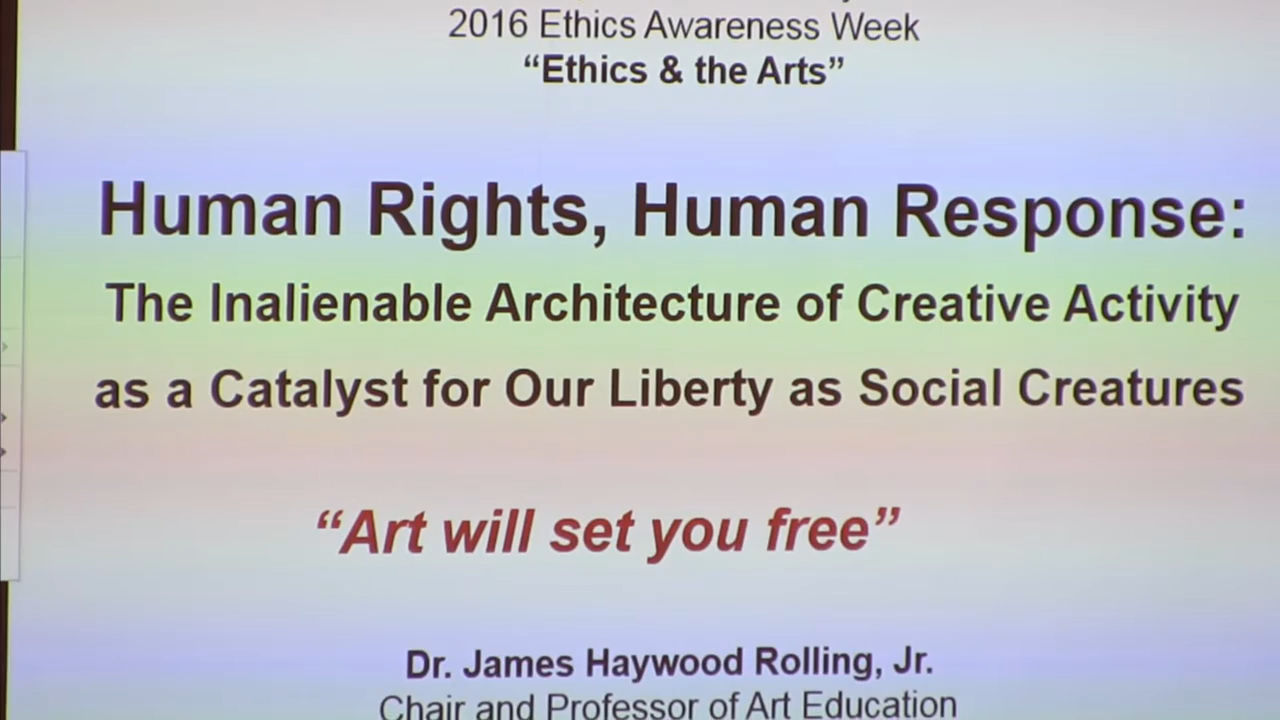 2016 Ethics Awareness Week
“Ethics & the Arts”
Human Rights, Human Response:
The Inalienable Architecture of Creative Activity
as a Catalyst for Our Liberty as Social Creatures
“Art will set you free”
Dr. James Haywood Rolling, Jr.
Chair and Professor of Art Education